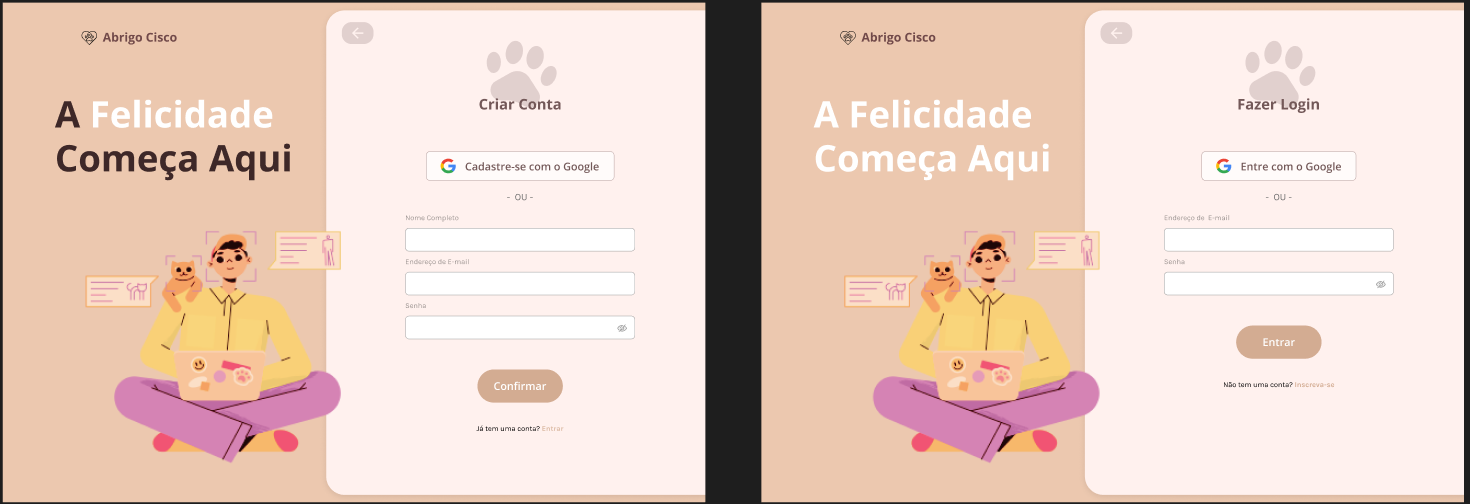 Abrigo Cisco
A Felicidade
Começa Aqui
Criar Conta
Cadastre-se com o Google
- OU -
Nome Completo
Endereço de E-mail
Senha
Confirmar
Já tem uma conta? Entrar
Abrigo Cisco
A Felicidade
Começa Aqui
Fazer Login
Entre com o Google
- OU -
Endereço de E-mail
Senha
Entrar
Não tem uma conta? Inscreva-se